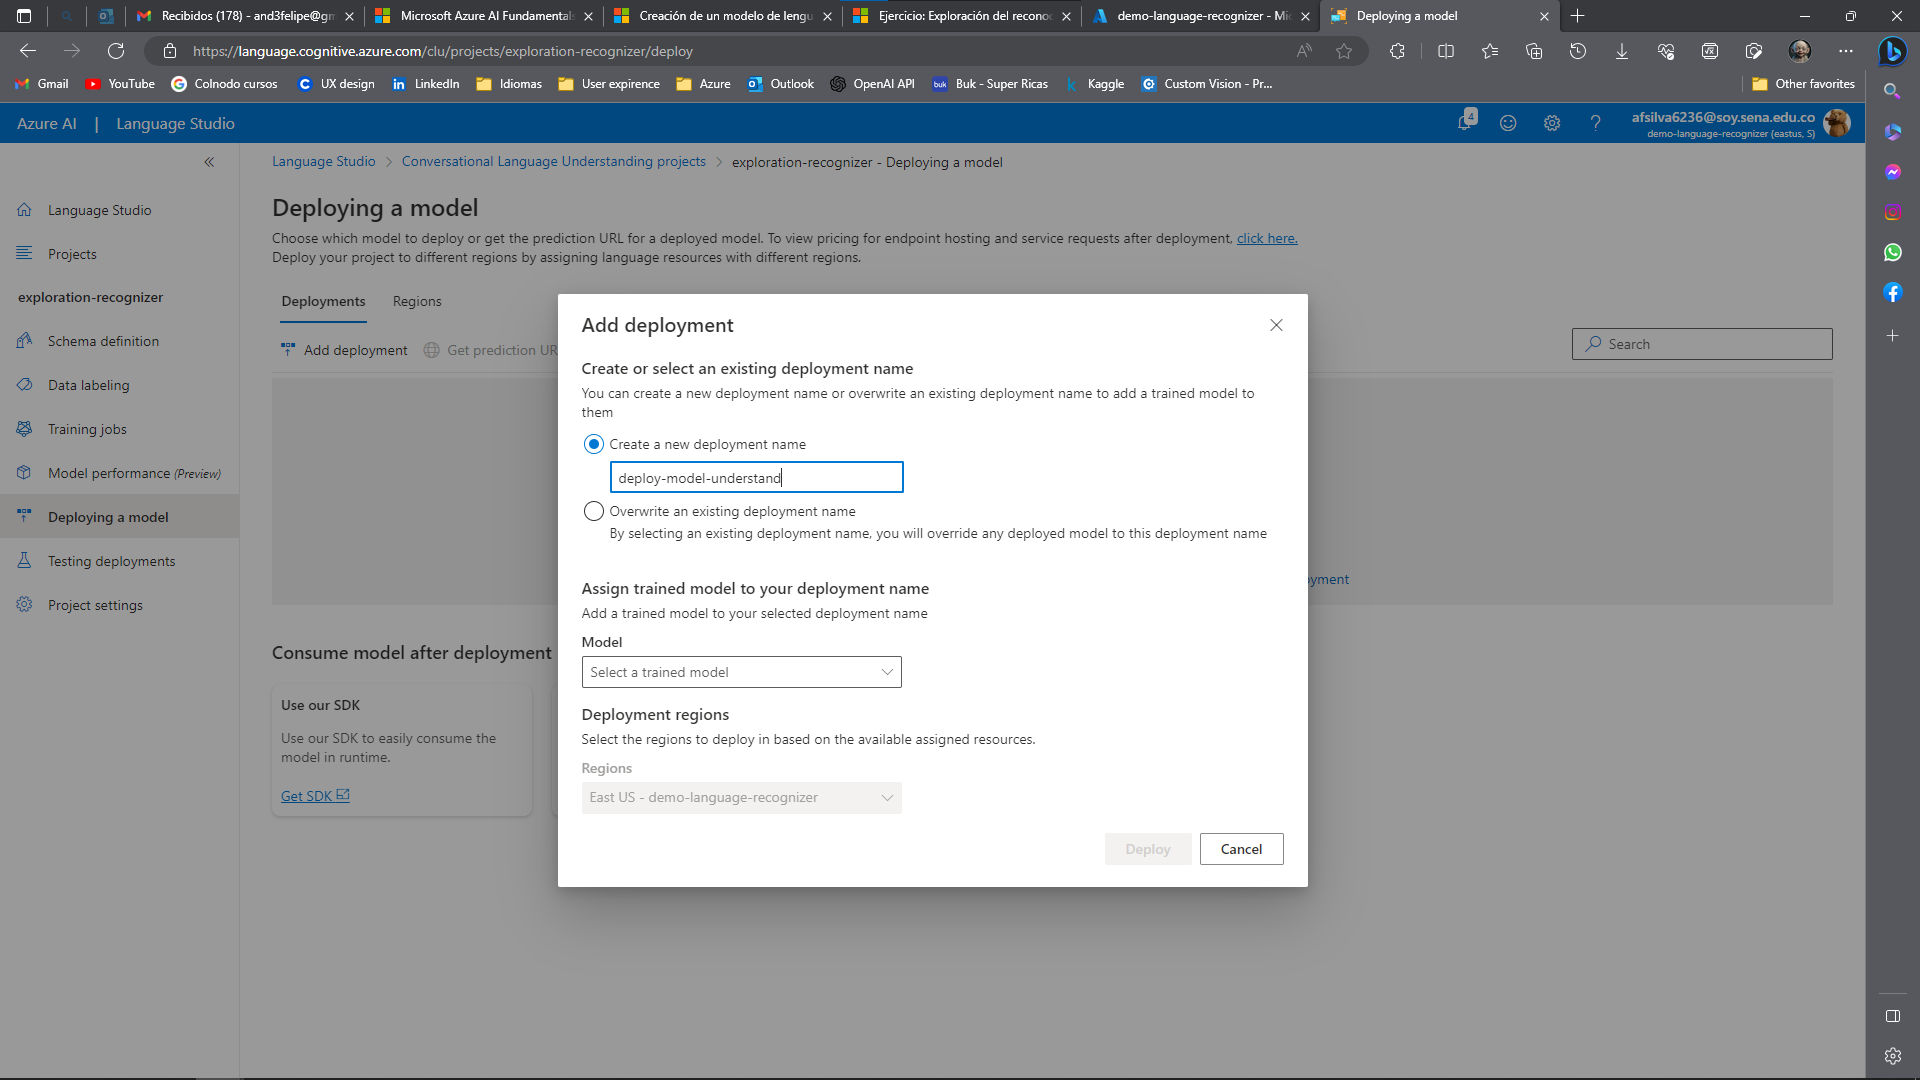 Recibidos (178) - and3felipe@gm
Microsoft Azure AI Fundamental
Creación de un modelo de lengu
Ejercicio: Exploración del recono
demo-language-recognizer - Mi
Deploying a model
https://language.cognitive.azure.com/clu/projects/exploration-recognizer/deploy
Gmail
YouTube
Colnodo cursos
UX design
LinkedIn
Idiomas
User expirence
Azure
Outlook
OpenAI API
buk
Buk - Super Ricas
Kaggle
Custom Vision - Pr...
Other favorites
Azure AI | Language Studio
4
afsilva6236@soy.sena.edu.co
demo-language-recognizer (eastus, S)
Language Studio > Conversational Language Understanding projects > exploration-recognizer - Deploying a model
Language Studio
Projects
exploration-recognizer
Schema definition
Data labeling
Training jobs
Model performance (Preview)
Deploying a model
Testing deployments
Project settings
Deploying a model
Choose which model to deploy or get the prediction URL for a deployed model. To view pricing for endpoint hosting and service requests after deployment, click here.
Deploy your project to different regions by assigning language resources with different regions.
Deployments
Regions
Add deployment
Get prediction UR
Search
oyment
Consume model after deployment
Use our SDK
Use our SDK to easily consume the
model in runtime.
Get SDK
Add deployment
Create or select an existing deployment name
You can create a new deployment name or overwrite an existing deployment name to add a trained model to
them
Create a new deployment name
deploy-model-understand
Overwrite an existing deployment name
By selecting an existing deployment name, you will override any deployed model to this deployment name
Assign trained model to your deployment name
Add a trained model to your selected deployment name
Model
Select a trained model
Deployment regions
Select the regions to deploy in based on the available assigned resources.
Regions
East US - demo-language-recognizer
Deploy
Cancel